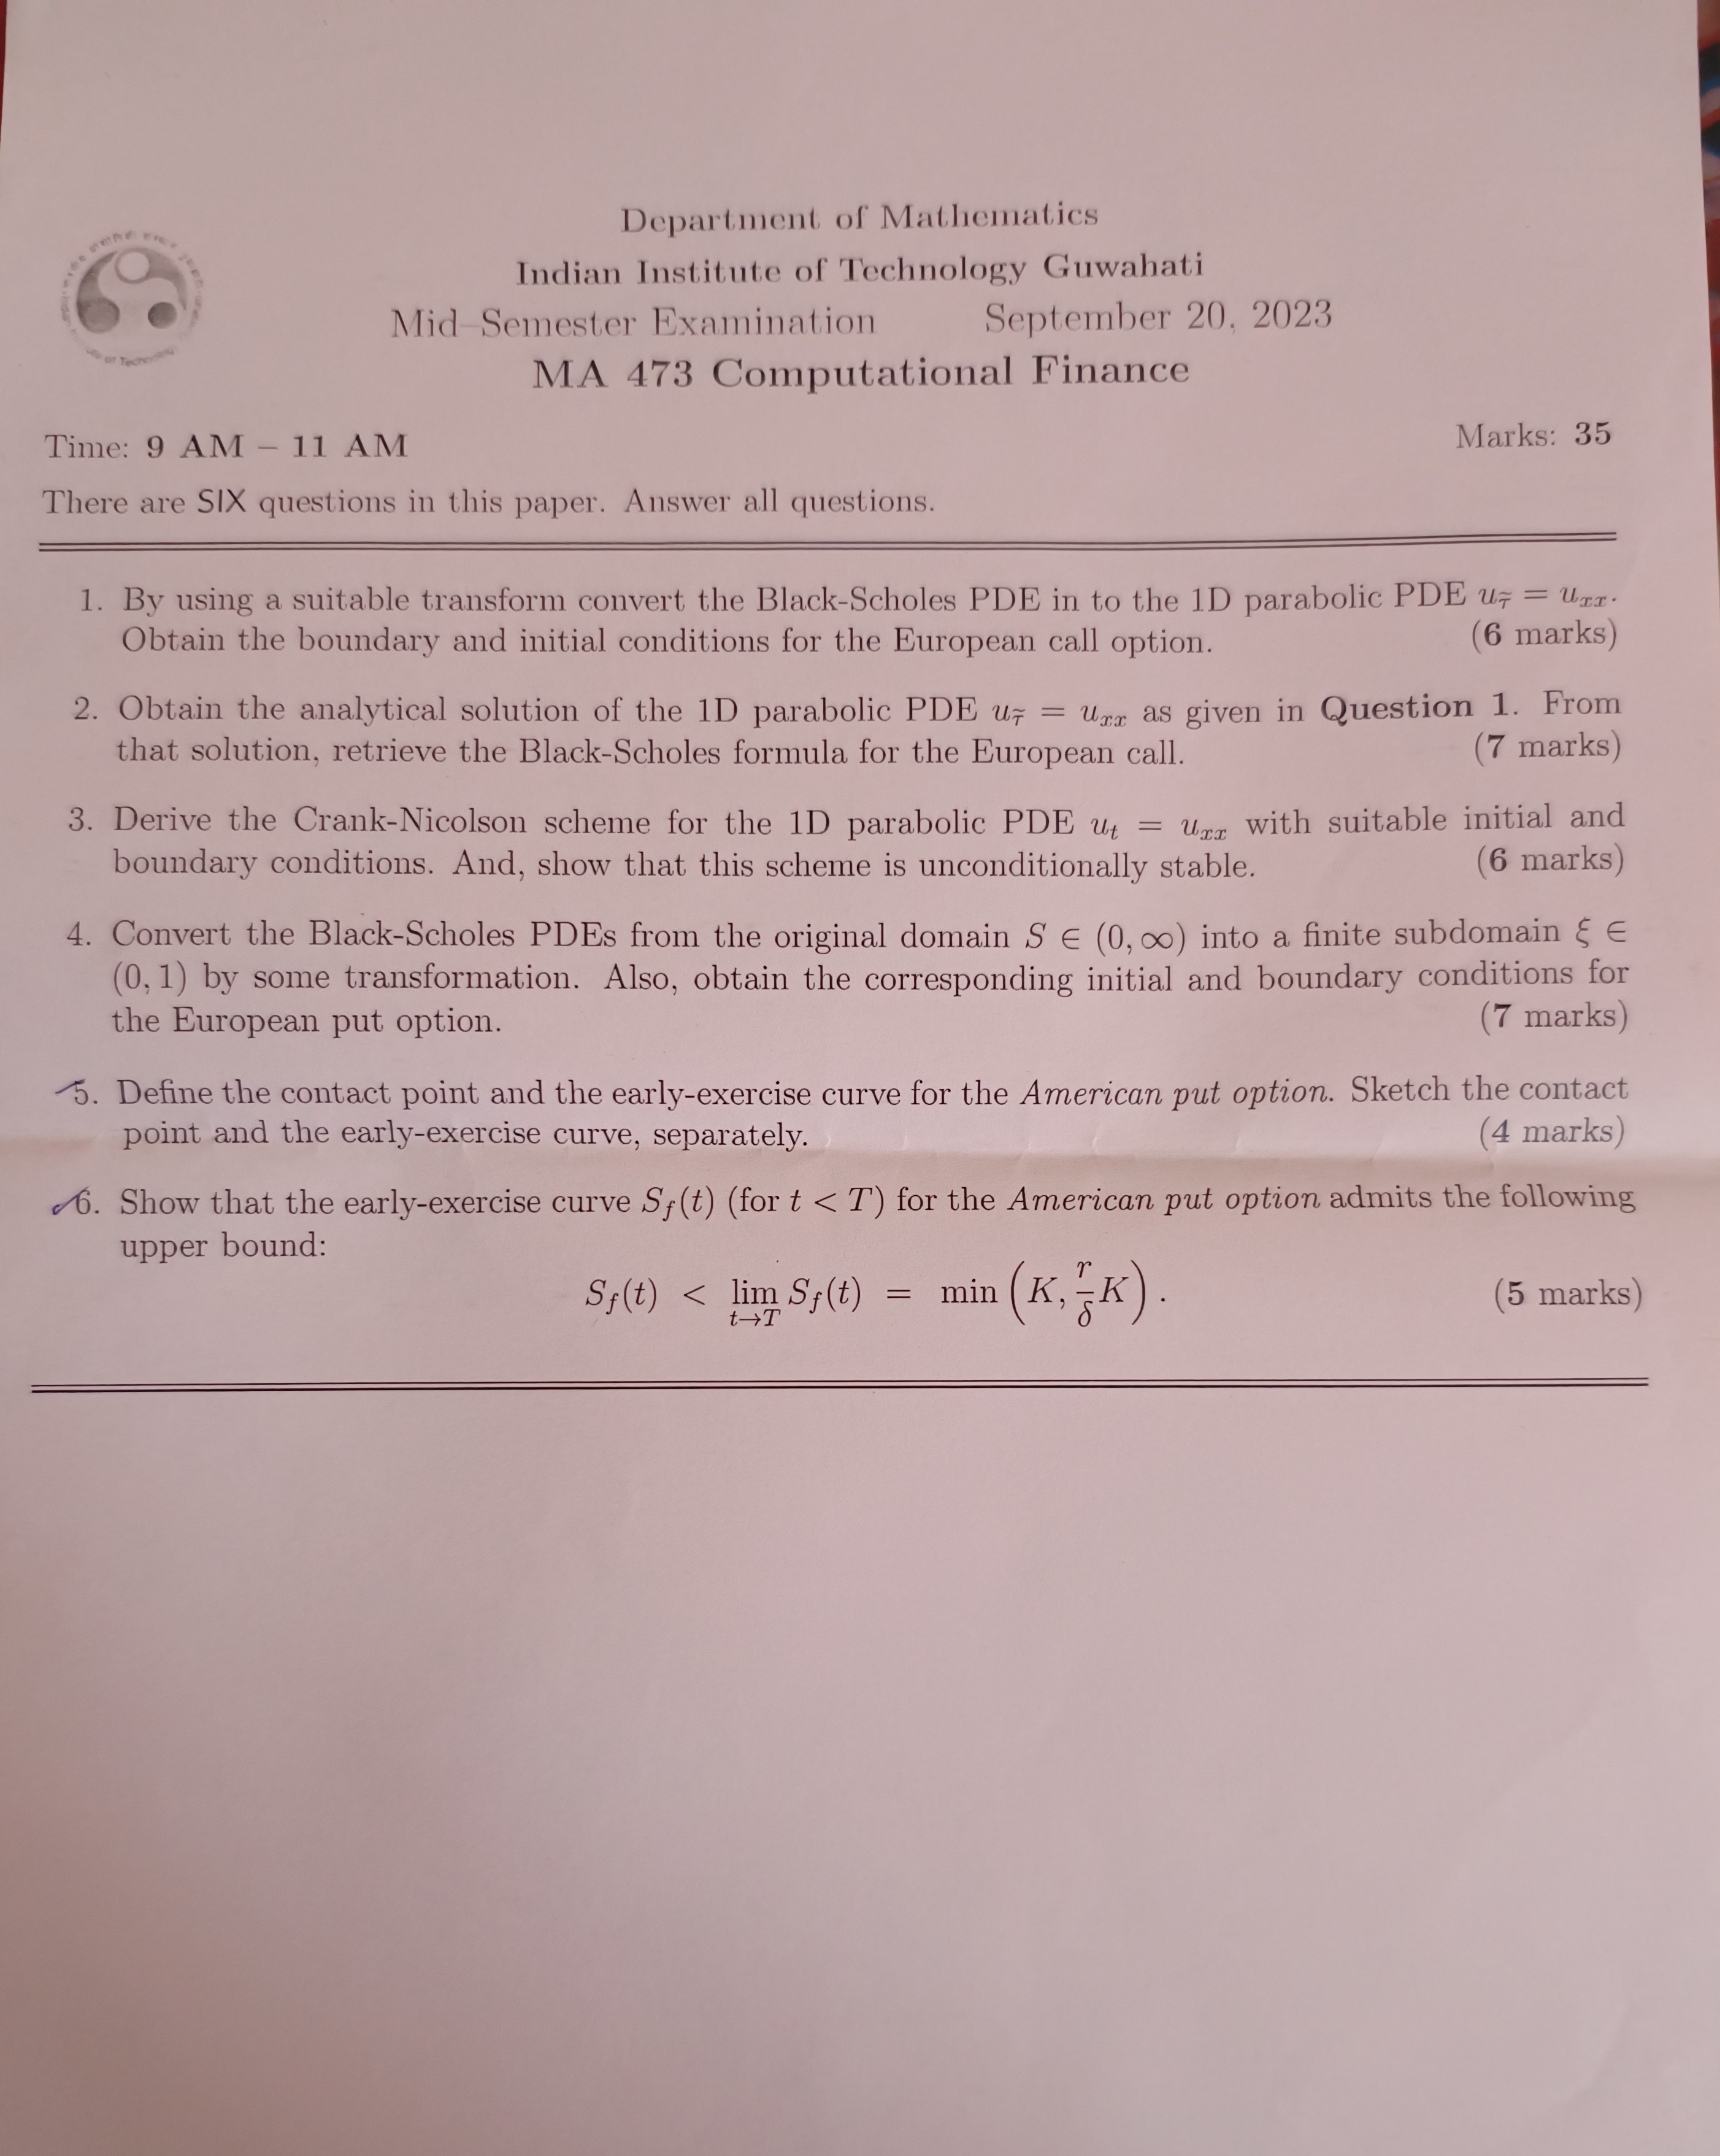 Department of Mathematics
Indian Institute of Technology Guwahati
Mid–Semester Examination September 20, 2023
MA 473 Computational Finance
Time: 9 AM – 11 AM Marks: 35
There are SIX questions in this paper. Answer all questions.
1. By using a suitable transform convert the Black-Scholes PDE in to the 1D parabolic PDE $u_{\tilde{\tau}} = u_{xx}$.
Obtain the boundary and initial conditions for the European call option. (6 marks)
2. Obtain the analytical solution of the 1D parabolic PDE $u_{\tilde{\tau}} = u_{xx}$ as given in Question 1. From
that solution, retrieve the Black-Scholes formula for the European call. (7 marks)
3. Derive the Crank-Nicolson scheme for the 1D parabolic PDE $u_t = u_{xx}$ with suitable initial and
boundary conditions. And, show that this scheme is unconditionally stable. (6 marks)
4. Convert the Black-Scholes PDEs from the original domain $S \in (0, \infty)$ into a finite subdomain $\xi \in$
$(0, 1)$ by some transformation. Also, obtain the corresponding initial and boundary conditions for
the European put option. (7 marks)
5. Define the contact point and the early-exercise curve for the American put option. Sketch the contact
point and the early-exercise curve, separately. (4 marks)
6. Show that the early-exercise curve $S_f(t)$ (for $t < T$) for the American put option admits the following
upper bound:
$S_f(t) < \lim_{t \to T} S_f(t) = \min\left(K, \frac{r}{\delta}K\right).$ (5 marks)